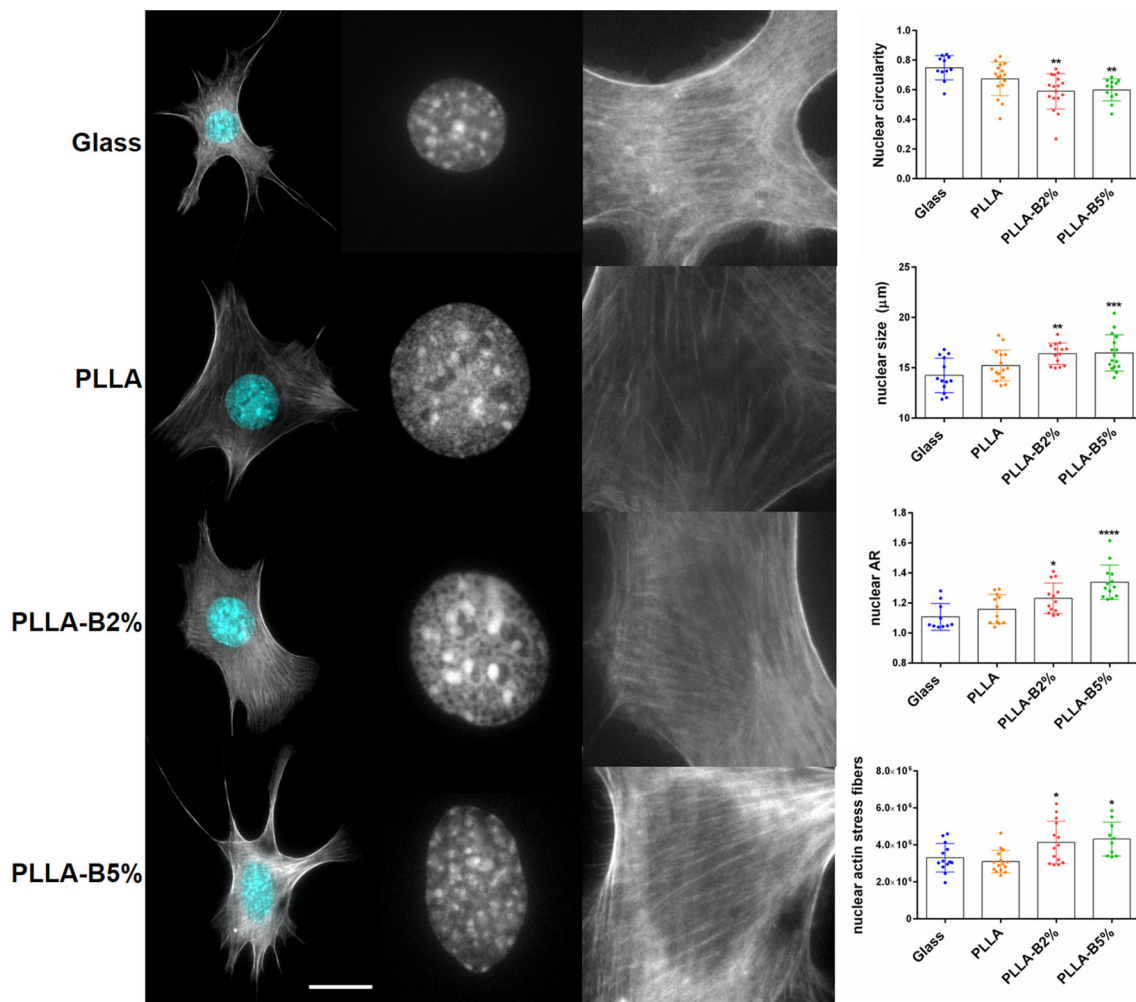 Glass
PLLA
PLLA-B2%
PLLA-B5%
Nuclear circularity
1.0
0.8
0.6
0.4
0.2
0.0
**
**
Glass
PLLA
PLLA-B2%
PLLA-B5%
nuclear size (μm)
25
20
15
10
**
***
Glass
PLLA
PLLA-B2%
PLLA-B5%
nuclear AR
1.8
1.6
1.4
1.2
1.0
0.8
*
****
Glass
PLLA
PLLA-B2%
PLLA-B5%
nuclear actin stress fibers
8.0×10⁶
6.0×10⁶
4.0×10⁶
2.0×10⁶
0
*
*
Glass
PLLA
PLLA-B2%
PLLA-B5%